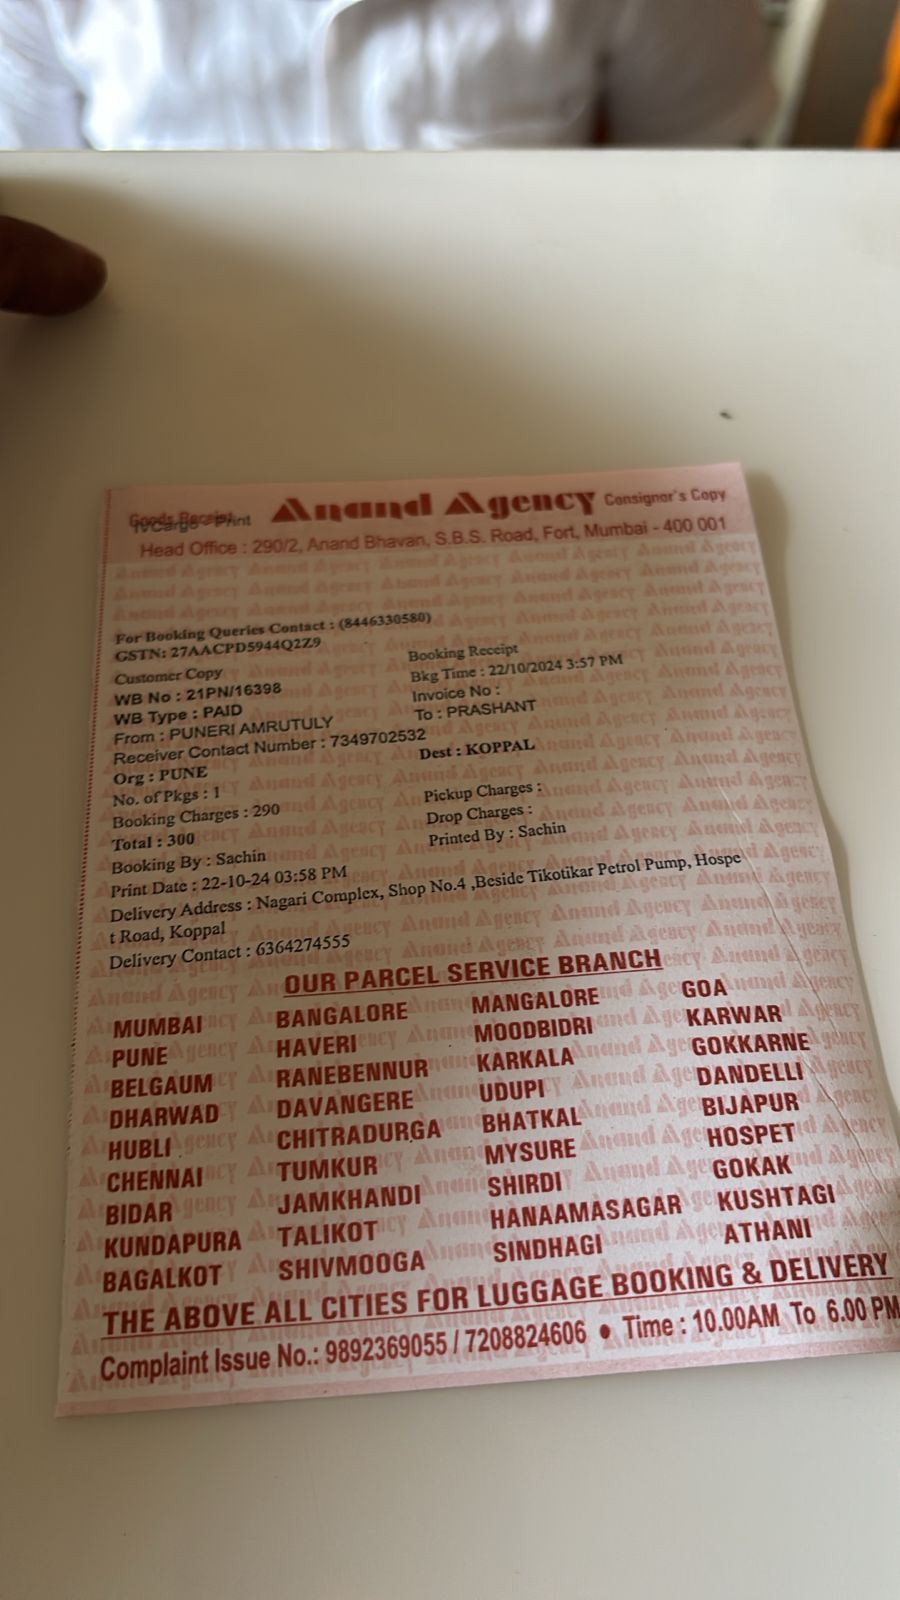 Goods Receipt
IVCargo - Print
Anand Agency Consignor's Copy
Head Office : 290/2, Anand Bhavan, S.B.S. Road, Fort, Mumbai - 400 001
For Booking Queries Contact : (8446330580)
GSTN: 27AACPD5944Q2Z9
Customer Copy Booking Receipt
WB No : 21PN/16398 Bkg Time : 22/10/2024 3:57 PM
WB Type : PAID Invoice No :
From : PUNERI AMRUTULY To : PRASHANT
Receiver Contact Number : 7349702532
Org : PUNE Dest : KOPPAL
No. of Pkgs : 1
Booking Charges : 290 Pickup Charges :
Total : 300 Drop Charges :
Booking By : Sachin Printed By : Sachin
Print Date : 22-10-24 03:58 PM
Delivery Address : Nagari Complex, Shop No.4 ,Beside Tikotikar Petrol Pump, Hospe
t Road, Koppal
Delivery Contact : 6364274555
OUR PARCEL SERVICE BRANCH
MUMBAI BANGALORE MANGALORE GOA
PUNE HAVERI MOODBIDRI KARWAR
BELGAUM RANEBENNUR KARKALA GOKKARNE
DHARWAD DAVANGERE UDUPI DANDELLI
HUBLI CHITRADURGA BHATKAL BIJAPUR
CHENNAI TUMKUR MYSURE HOSPET
BIDAR JAMKHANDI SHIRDI GOKAK
KUNDAPURA TALIKOT HANAAMASAGAR KUSHTAGI
BAGALKOT SHIVMOOGA SINDHAGI ATHANI
THE ABOVE ALL CITIES FOR LUGGAGE BOOKING & DELIVERY
Complaint Issue No.: 9892369055 / 7208824606 ● Time : 10.00AM To 6.00 PM